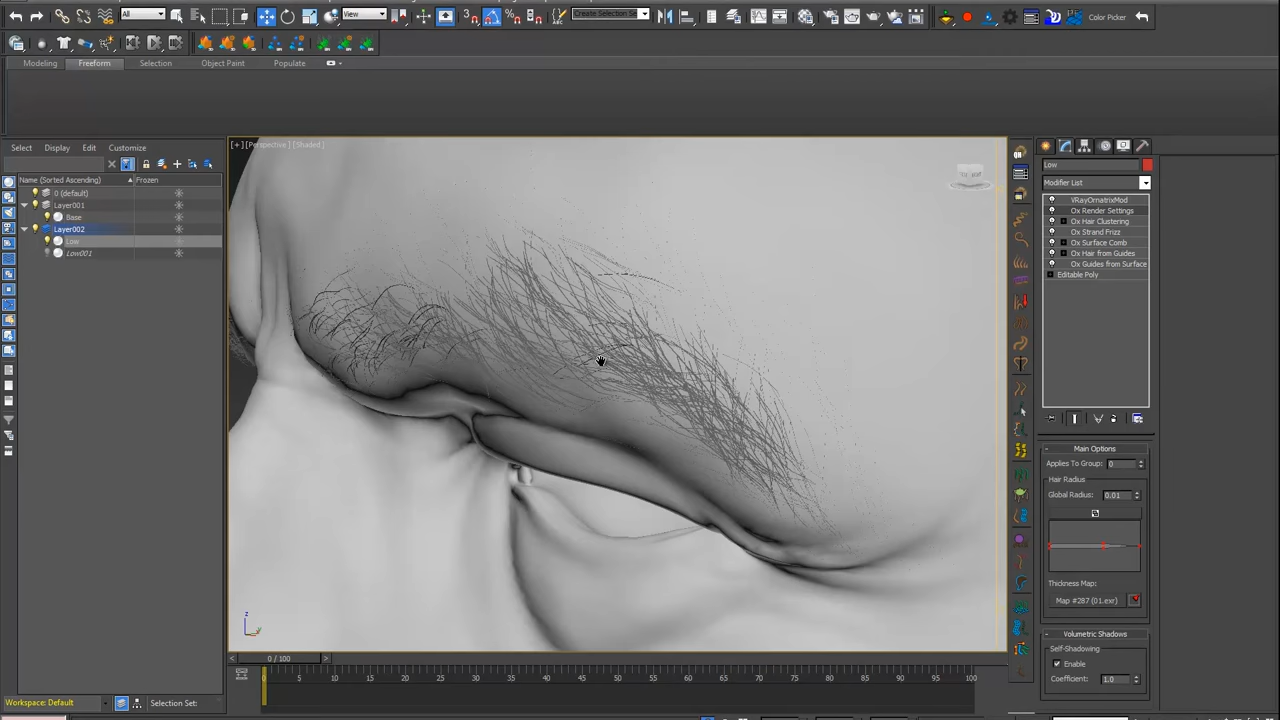 All
View
Create Selection Se
Color Picker
Modeling
Freeform
Selection
Object Paint
Populate
Select
Display
Edit
Customize
Name (Sorted Ascending)
Frozen
0 (default)
Layer001
Base
Layer002
Low
Low001
[+] [Perspective] [Shaded]
z
Low
Modifier List
VRayOrnatrixMod
Ox Render Settings
Ox Hair Clustering
Ox Strand Frizz
Ox Surface Comb
Ox Hair from Guides
Ox Guides from Surface
Editable Poly
Main Options
Applies To Group: 0
Hair Radius
Global Radius: 0.01
Thickness Map:
Map #287 (01.exr)
Volumetric Shadows
Self-Shadowing
Enable
Coefficient: 1.0
< 0 / 100 >
0 5 10 15 20 25 30 35 40 45 50 55 60 65 70 75 80 85 90 95 100
Workspace: Default
Selection Set: